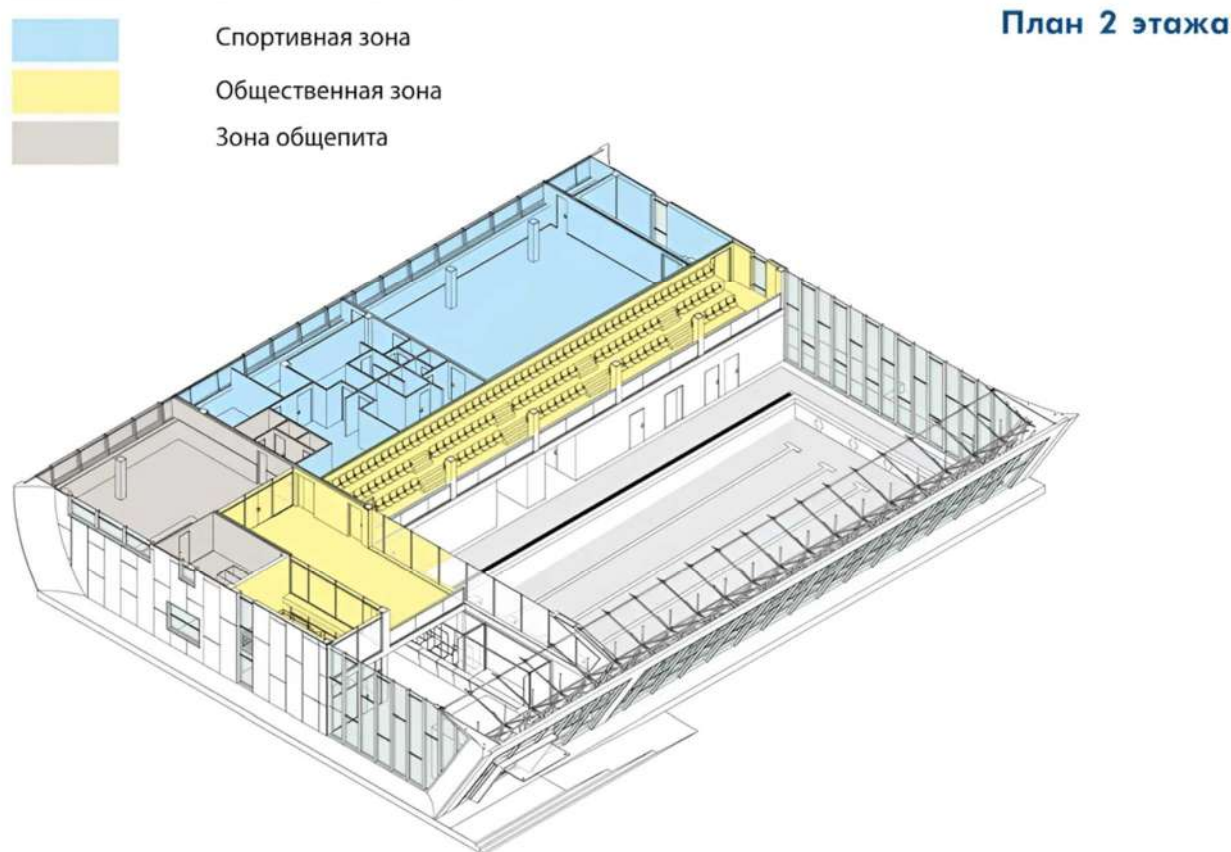 План 2 этажа
Спортивная зона
Общественная зона
Зона общепита